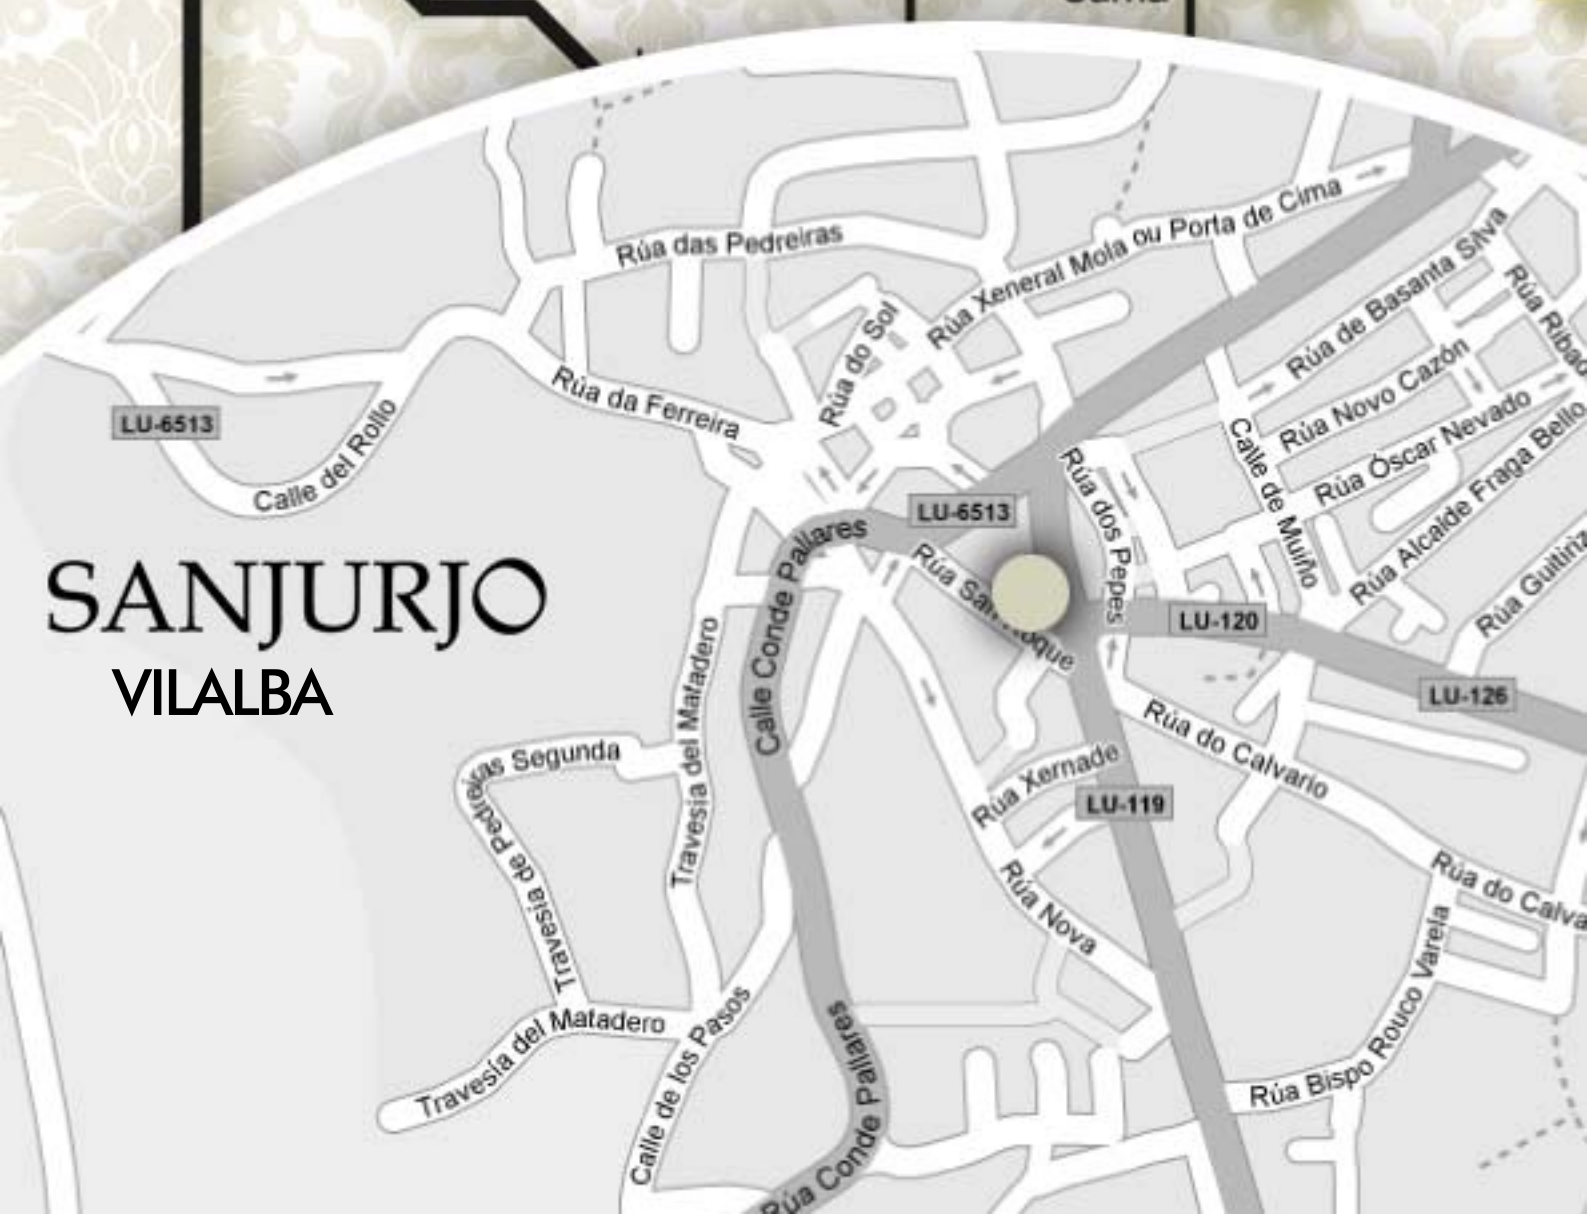 Rúa das Pedreiras
Rúa Xeneral Mola ou Porta de Cima
Rúa do Sol
Rúa de Basanta Silva
Rúa Novo Cazón
Rúa Óscar Nevado
Rúa Alcalde Fraga Bello
Rúa da Ferreira
LU-6513
Calle del Rollo
Calle de Muiño
Rúa dos Pepes
LU-6513
Calle Conde Pallares
SANJURJO
VILALBA
LU-120
LU-126
Travesía del Matadero
Travesía de Pedreiras Segunda
Rúa do Calvario
Rúa Xernade
LU-119
Rúa Nova
Rúa do
Rúa Bispo Rouco Varela
Travesía del Matadero
Calle de los Pasos
Rúa Conde Pallares